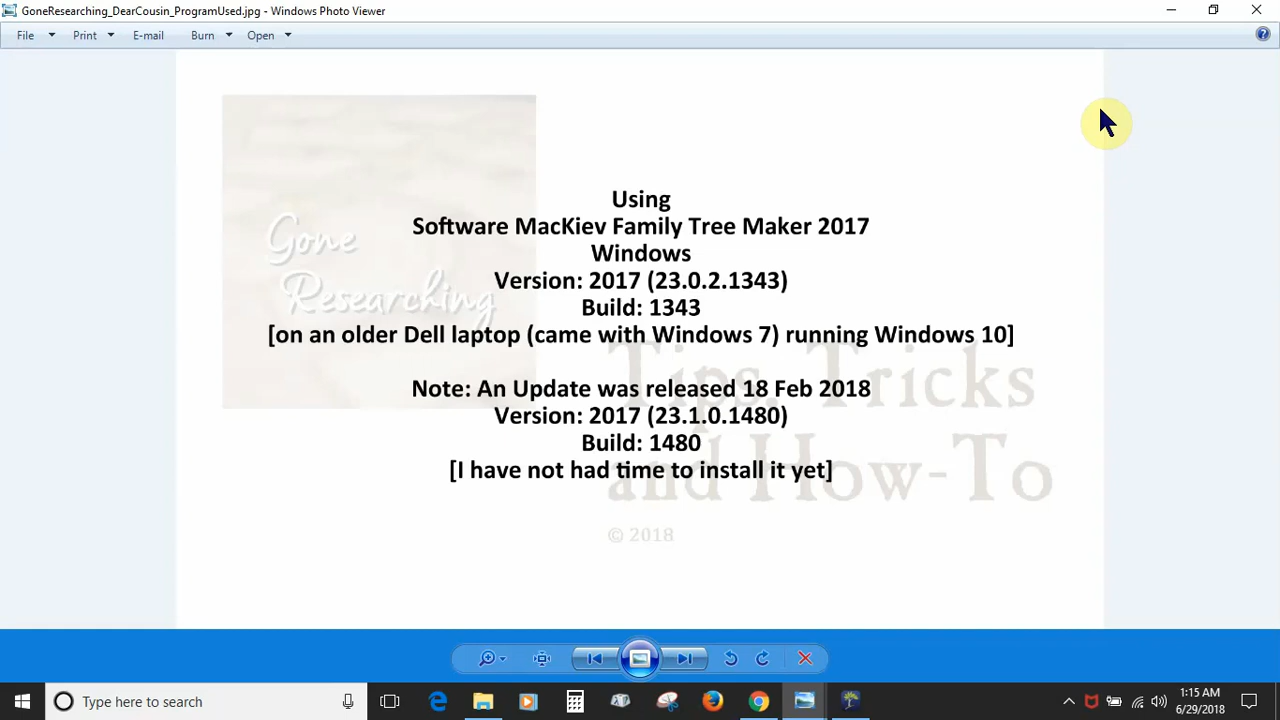 GoneResearching_DearCousin_ProgramUsed.jpg - Windows Photo Viewer
File Print E-mail Burn Open
Gone
Researching
Using
Software MacKiev Family Tree Maker 2017
Windows
Version: 2017 (23.0.2.1343)
Build: 1343
[on an older Dell laptop (came with Windows 7) running Windows 10]
Note: An Update was released 18 Feb 2018
Version: 2017 (23.1.0.1480)
Build: 1480
[I have not had time to install it yet]
Tips, Tricks
and How-To
© 2018
Type here to search
1:15 AM
6/29/2018